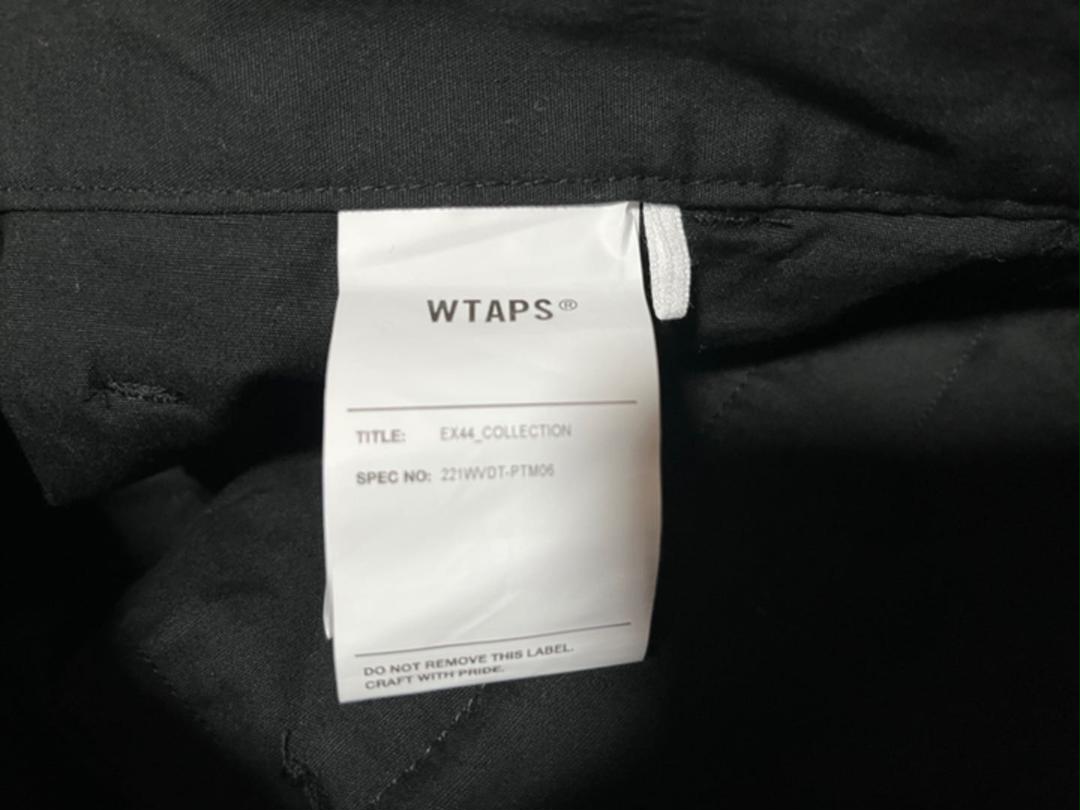 WTAPS®
TITLE: EX44_COLLECTION
SPEC NO: 221WVDT-PTM06
DO NOT REMOVE THIS LABEL.
CRAFT WITH PRIDE.